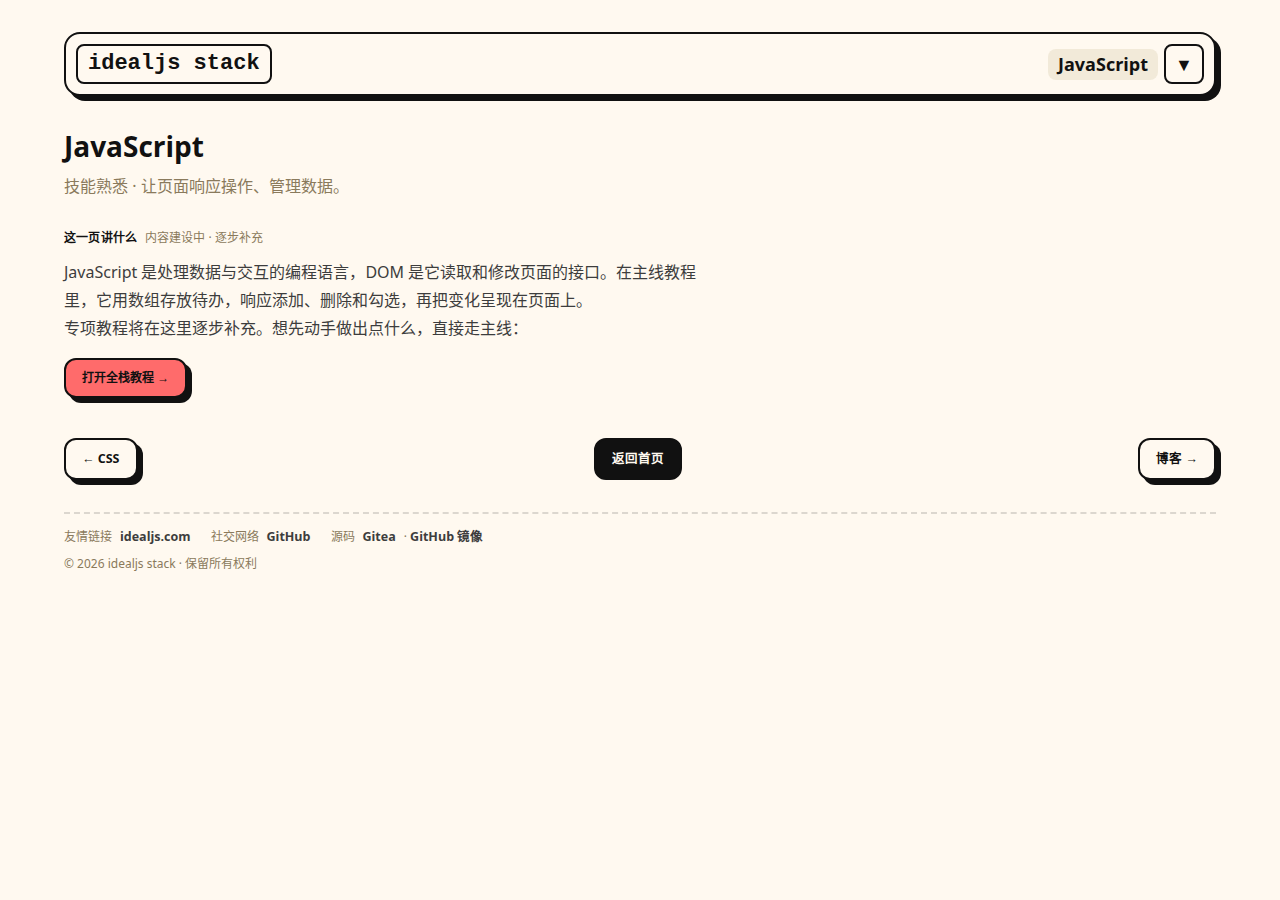 idealjs stack
JavaScript ▼
JavaScript
技能熟悉 · 让页面响应操作、管理数据。
这一页讲什么 内容建设中 · 逐步补充
JavaScript 是处理数据与交互的编程语言，DOM 是它读取和修改页面的接口。在主线教程
里，它用数组存放待办，响应添加、删除和勾选，再把变化呈现在页面上。
专项教程将在这里逐步补充。想先动手做出点什么，直接走主线：
打开全栈教程 →
← CSS 返回首页 博客 →
友情链接 idealjs.com 社交网络 GitHub 源码 Gitea · GitHub 镜像
© 2026 idealjs stack · 保留所有权利